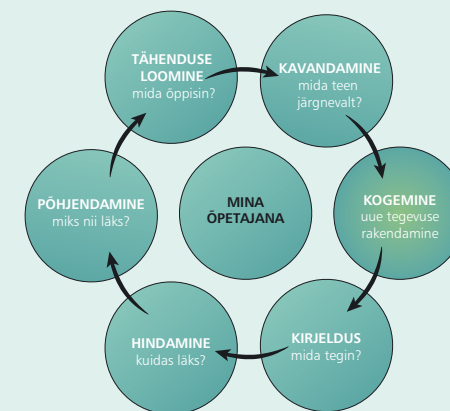 TÄHENDUSE
LOOMINE
mida õppisin?
KAVANDAMINE
mida teen
järgnevalt?
KOGEMINE
uue tegevuse
rakendamine
KIRJELDUS
mida tegin?
HINDAMINE
kuidas läks?
PÕHJENDAMINE
miks nii läks?
MINA
ÕPETAJANA